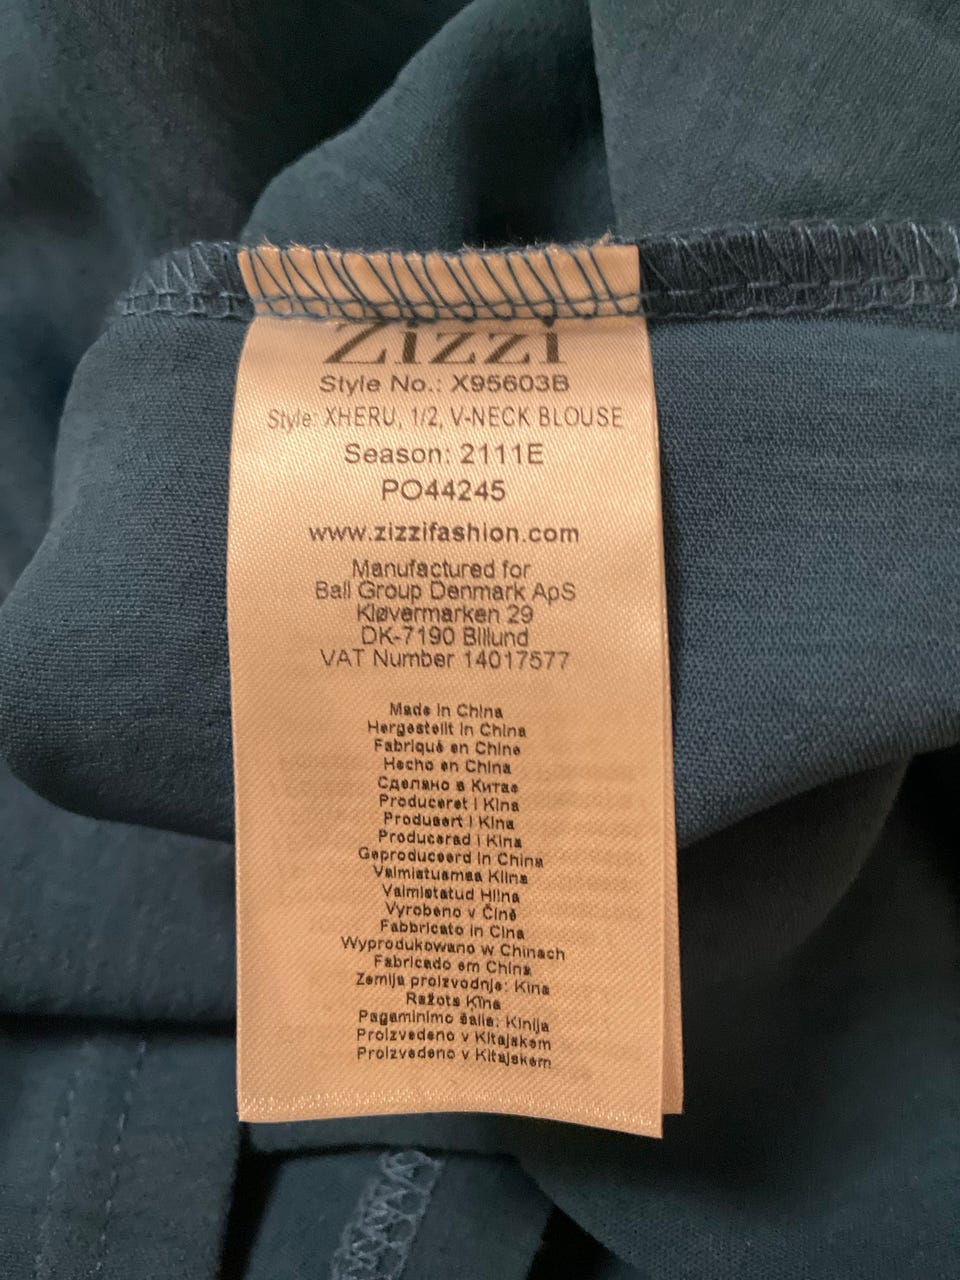 Zizzi
Style No.: X95603B
Style: XHERU, 1/2, V-NECK BLOUSE
Season: 2111E
PO44245
www.zizzifashion.com
Manufactured for
Ball Group Denmark ApS
Kløvermarken 29
DK-7190 Billund
VAT Number 14017577
Made in China
Hergestellt in China
Fabriqué en Chine
Hecho en China
Сделано в Китае
Produceret i Kina
Produsert i Kina
Producerad i Kina
Geproduceerd in China
Valmistusmaa Kiina
Valmistatud Hiina
Vyrobeno v Číně
Fabbricato in Cina
Wyprodukowano w Chinach
Fabricado em China
Zemlja proizvodnje: Kina
Ražots Ķīna
Pagaminimo šalis: Kinija
Proizvedeno v Kitajskem
Proizvedeno v Kitajskem